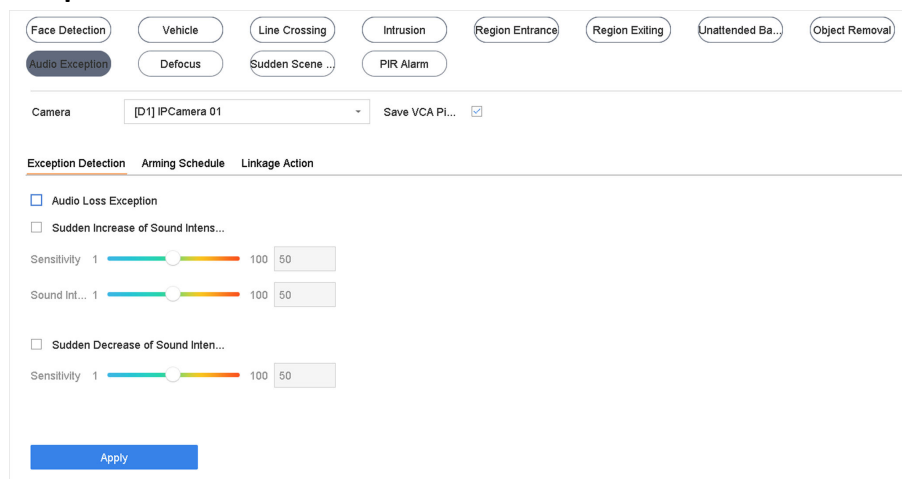 Face Detection Vehicle Line Crossing Intrusion Region Entrance Region Exiting Unattended Ba... Object Removal
Audio Exception Defocus Sudden Scene ... PIR Alarm
Camera [D1] IPCamera 01 Save VCA Pi...
Exception Detection Arming Schedule Linkage Action
Audio Loss Exception
Sudden Increase of Sound Intens...
Sensitivity 1 100 50
Sound Int... 1 100 50
Sudden Decrease of Sound Inten...
Sensitivity 1 100 50
Apply